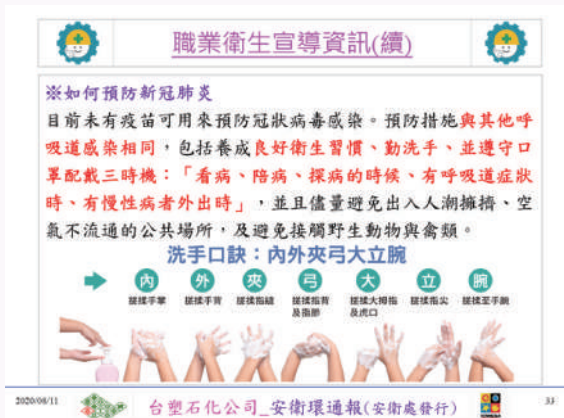 職業衛生宣導資訊(續)
※如何預防新冠肺炎
目前未有疫苗可用來預防冠狀病毒感染。預防措施與其他呼
吸道感染相同，包括養成良好衛生習慣、勤洗手、並遵守口
罩配戴三時機：「看病、陪病、探病的時候、有呼吸道症狀
時、有慢性病者外出時」，並且儘量避免出入人潮擁擠、空
氣不流通的公共場所，及避免接觸野生動物與禽類。
洗手口訣：內外夾弓大立腕
內 外 夾 弓 大 立 腕
搓揉手掌 搓揉手背 搓揉指縫 搓揉指背 搓揉大拇指 搓揉指尖 搓揉至手腕
及指節 及虎口
2020/08/11 台塑石化公司_安衛環通報(安衛處發行) 33